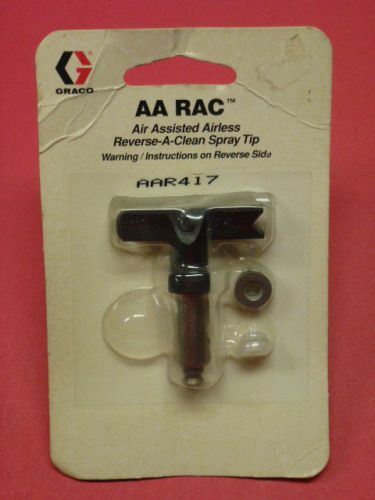 GRACO
AA RAC™
Air Assisted Airless
Reverse-A-Clean Spray Tip
Warning / Instructions on Reverse Side
AAR417